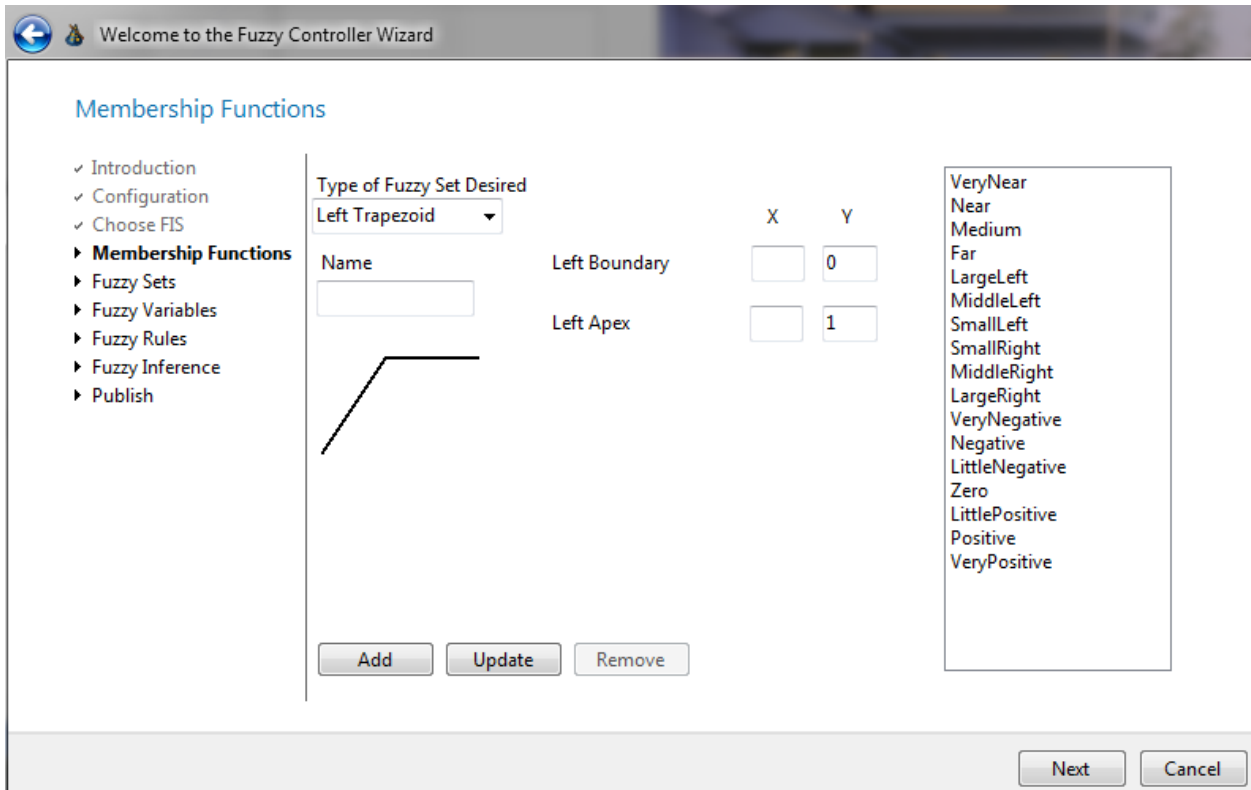 Welcome to the Fuzzy Controller Wizard
Membership Functions
Introduction
Configuration
Choose FIS
Membership Functions
Fuzzy Sets
Fuzzy Variables
Fuzzy Rules
Fuzzy Inference
Publish
Type of Fuzzy Set Desired
Left Trapezoid
X Y
Name
Left Boundary 0
Left Apex 1
VeryNear
Near
Medium
Far
LargeLeft
MiddleLeft
SmallLeft
SmallRight
MiddleRight
LargeRight
VeryNegative
Negative
LittleNegative
Zero
LittlePositive
Positive
VeryPositive
Add Update Remove
Next Cancel